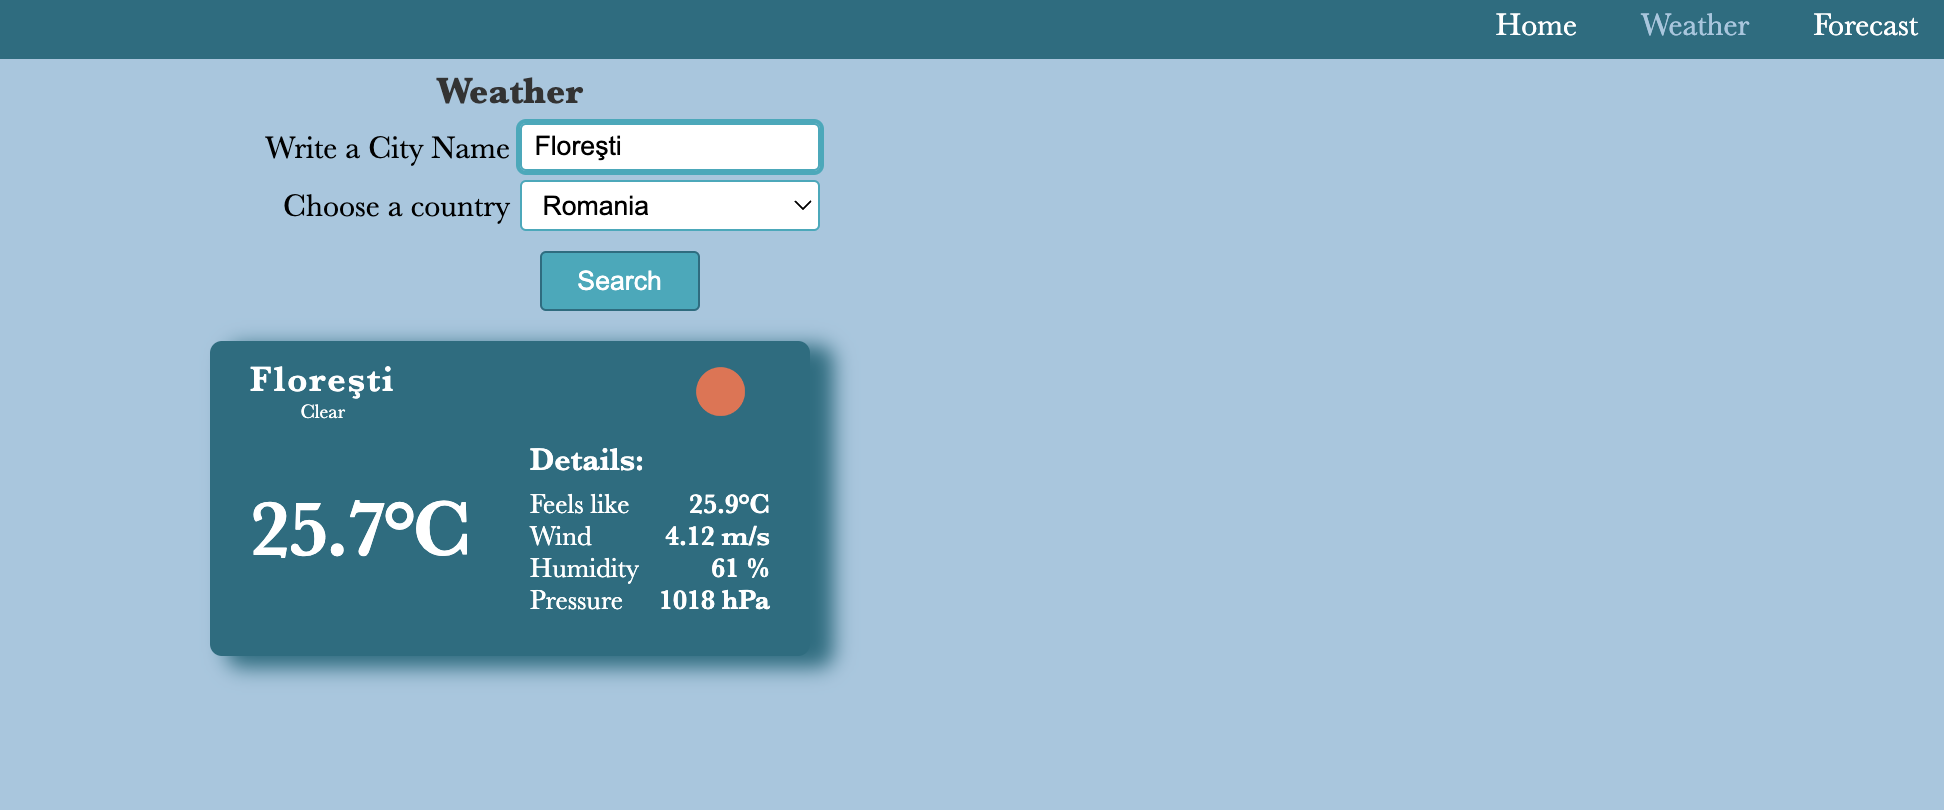 Home Weather Forecast
Weather
Write a City Name Floreşti
Choose a country Romania
Search
Floreşti
Clear
Details:
25.7°C
Feels like 25.9°C
Wind 4.12 m/s
Humidity 61 %
Pressure 1018 hPa